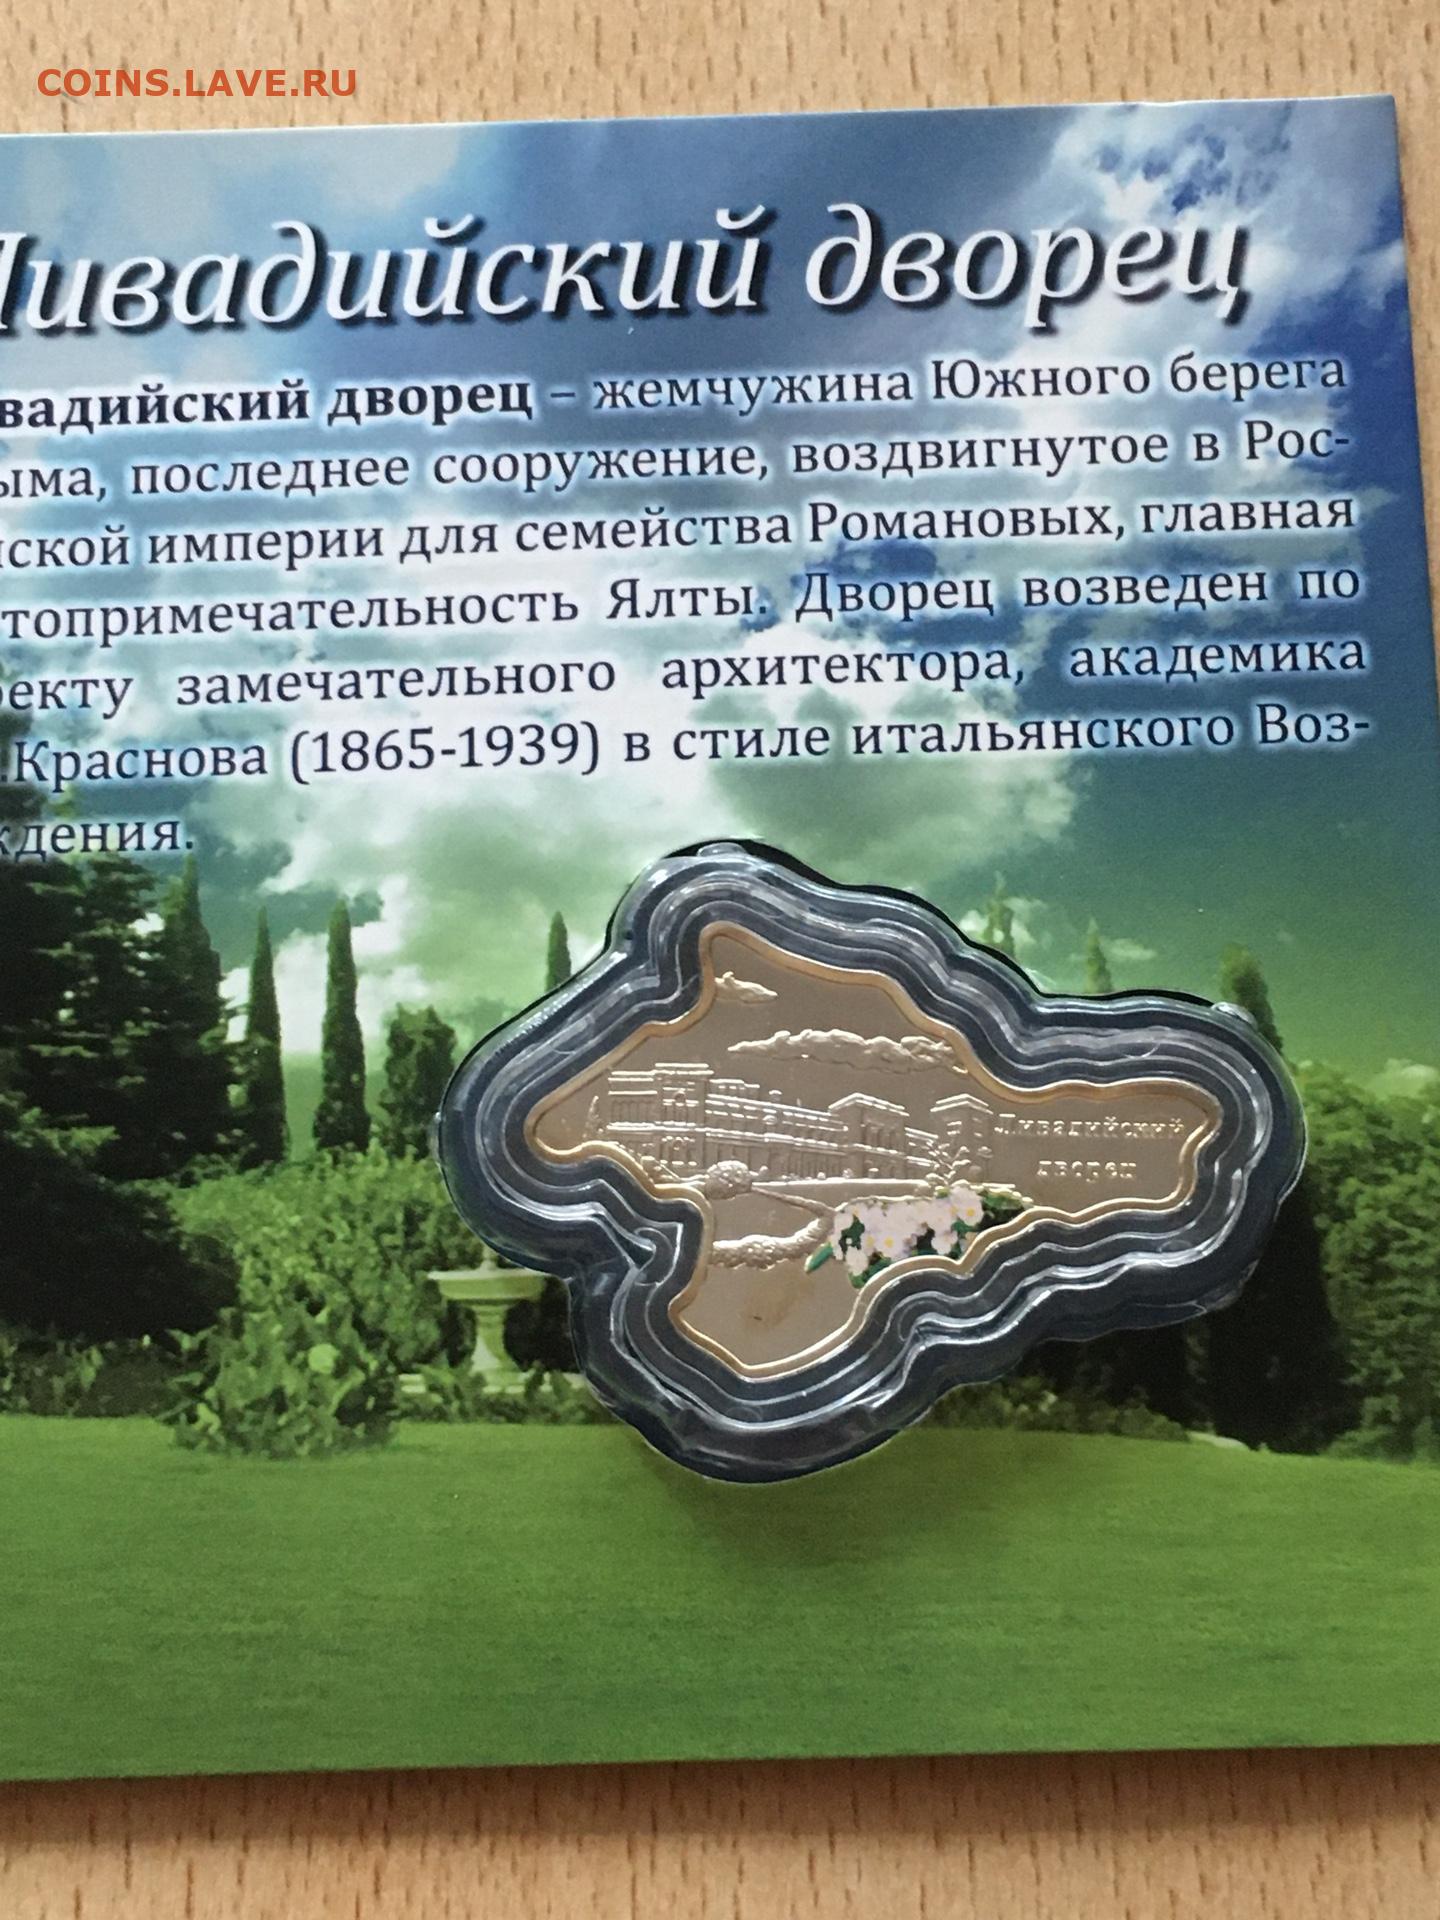 COINS.LAVE.RU
Ливадийский дворец
вадийский дворец – жемчужина Южного берега
ыма, последнее сооружение, воздвигнутое в Рос-
ской империи для семейства Романовых, главная
топримечательность Ялты. Дворец возведен по
екту замечательного архитектора, академика
.Краснова (1865-1939) в стиле итальянского Воз-
ждения.
Ливадийский
дворец